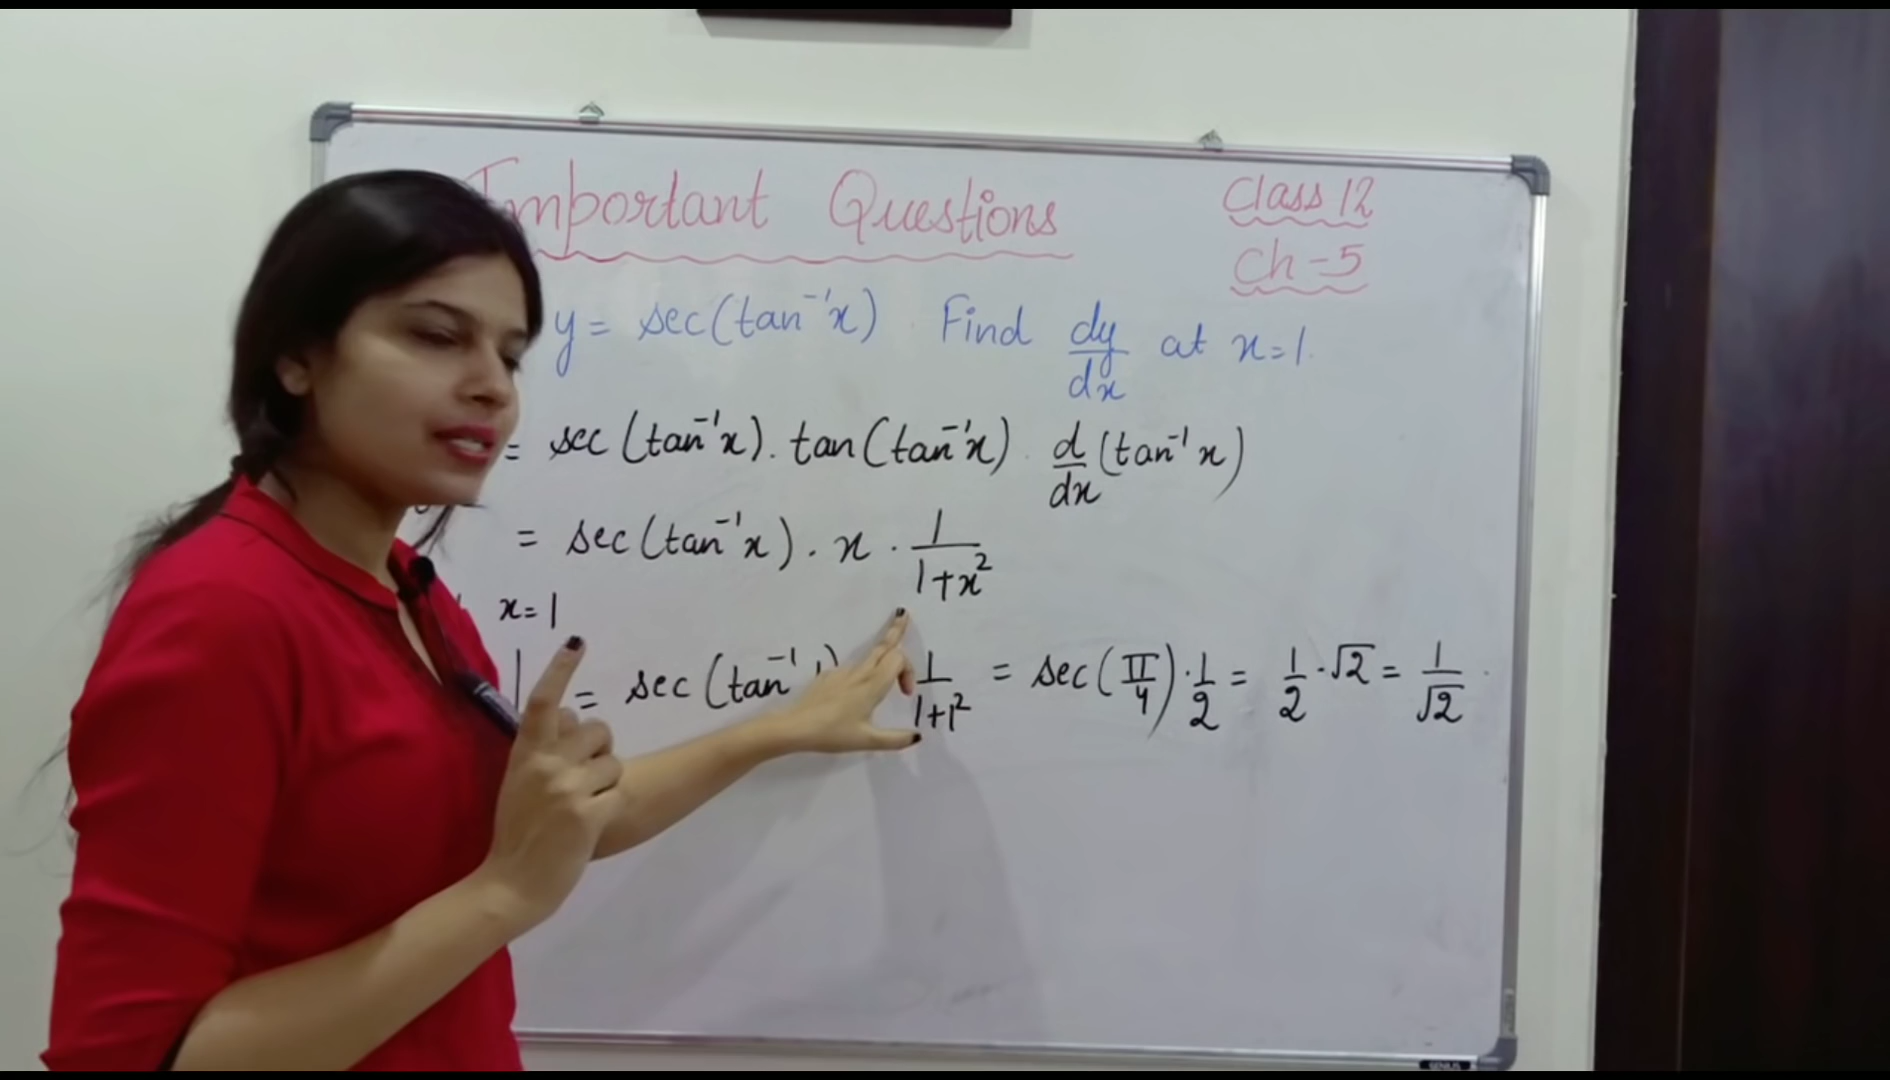 Important Questions
Class 12
Ch-5
y = sec(tan⁻¹x) Find dy/dx at x=1.
= sec(tan⁻¹x). tan(tan⁻¹x). d/dx (tan⁻¹x)
= sec(tan⁻¹x). x. 1/(1+x²)
x=1
= sec(tan⁻¹1) 1/(1+1²) = sec(π/4).1/2 = 1/2.√2 = 1/√2.